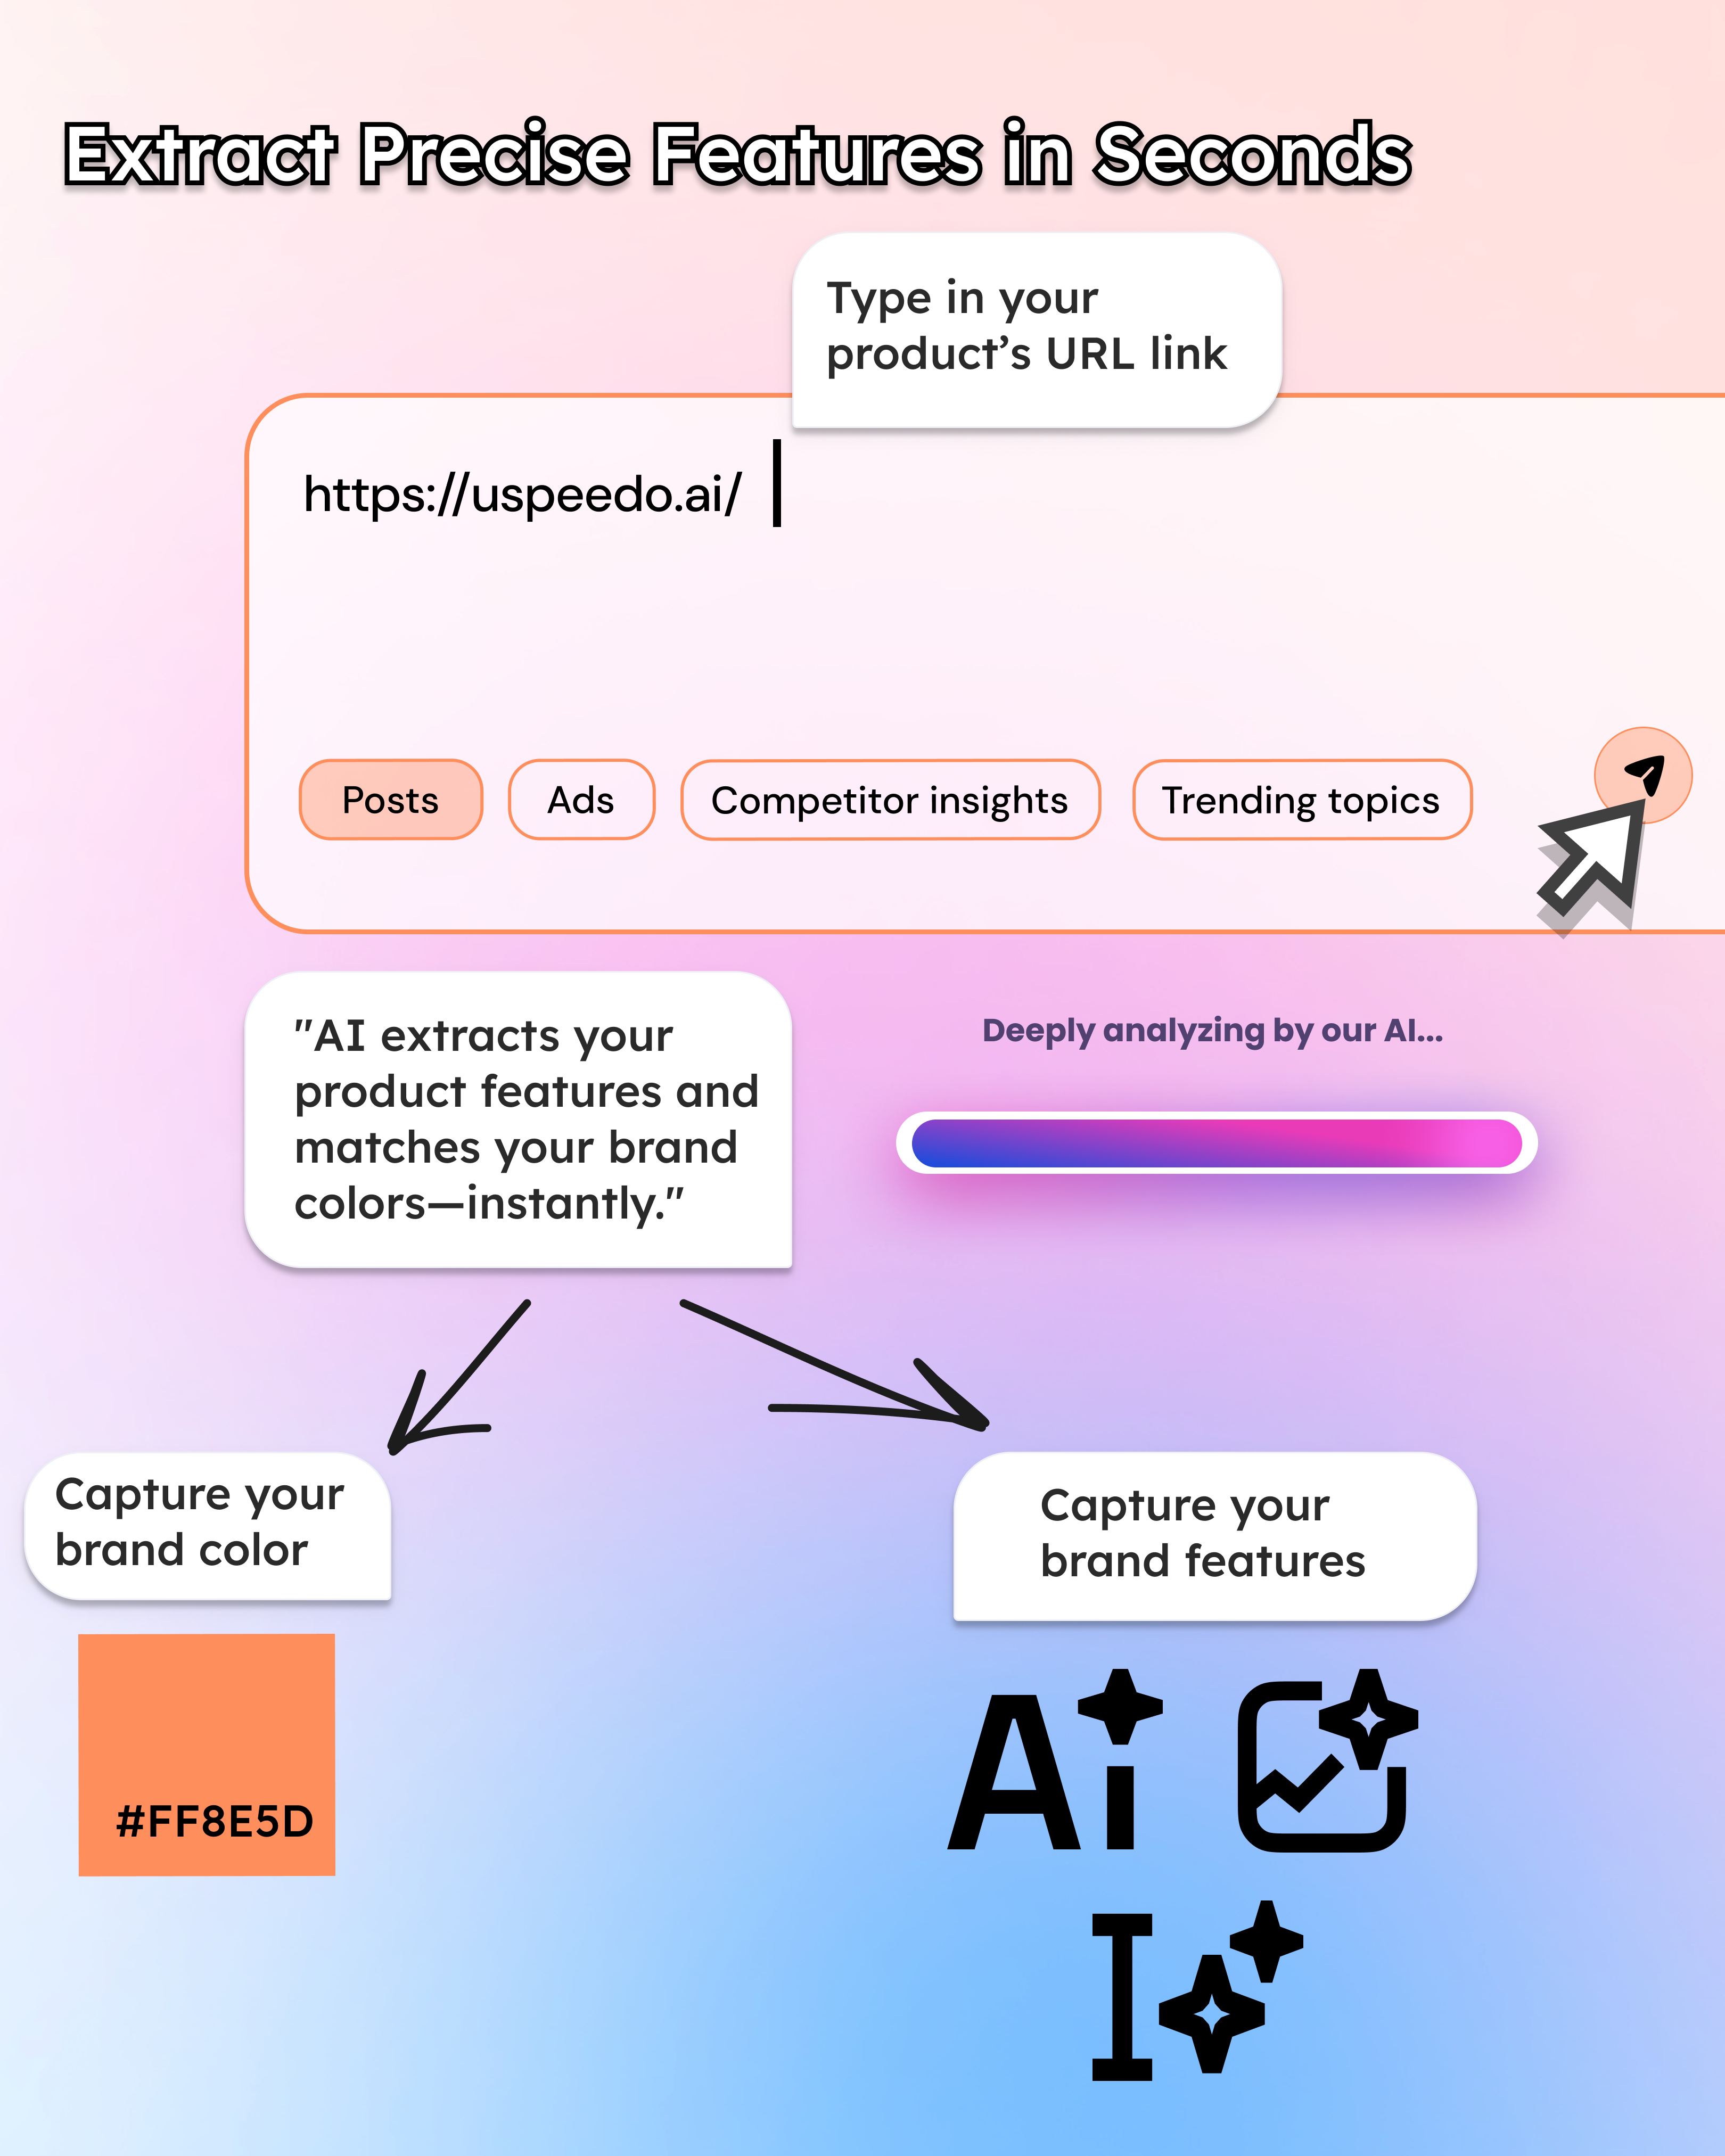 Extract Precise Features in Seconds
Type in your
product’s URL link
https://uspeedo.ai/
Posts
Ads
Competitor insights
Trending topics
"AI extracts your
product features and
matches your brand
colors—instantly."
Deeply analyzing by our AI...
Capture your
brand color
Capture your
brand features
#FF8E5D
Ai